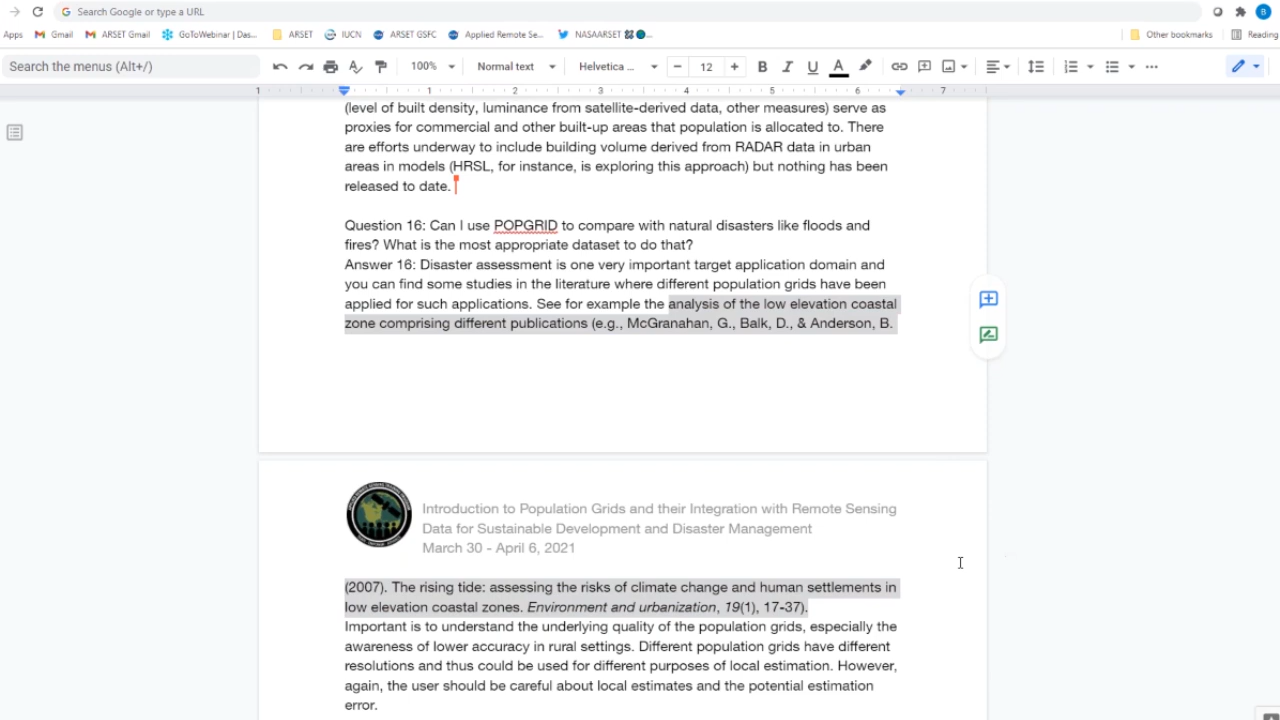 Search Google or type a URL
B
Apps Gmail ARSET Gmail GoToWebinar | Das... ARSET IUCN ARSET GSFC Applied Remote Se... NASAARSET Other bookmarks Reading
Search the menus (Alt+/) 100% Normal text Helvetica ... 12 B I U A
1 1 2 3 4 5 6 7
(level of built density, luminance from satellite-derived data, other measures) serve as
proxies for commercial and other built-up areas that population is allocated to. There
are efforts underway to include building volume derived from RADAR data in urban
areas in models (HRSL, for instance, is exploring this approach) but nothing has been
released to date.
Question 16: Can I use POPGRID to compare with natural disasters like floods and
fires? What is the most appropriate dataset to do that?
Answer 16: Disaster assessment is one very important target application domain and
you can find some studies in the literature where different population grids have been
applied for such applications. See for example the analysis of the low elevation coastal
zone comprising different publications (e.g., McGranahan, G., Balk, D., & Anderson, B.
Introduction to Population Grids and their Integration with Remote Sensing
Data for Sustainable Development and Disaster Management
March 30 - April 6, 2021
(2007). The rising tide: assessing the risks of climate change and human settlements in
low elevation coastal zones. Environment and urbanization, 19(1), 17-37).
Important is to understand the underlying quality of the population grids, especially the
awareness of lower accuracy in rural settings. Different population grids have different
resolutions and thus could be used for different purposes of local estimation. However,
again, the user should be careful about local estimates and the potential estimation
error.